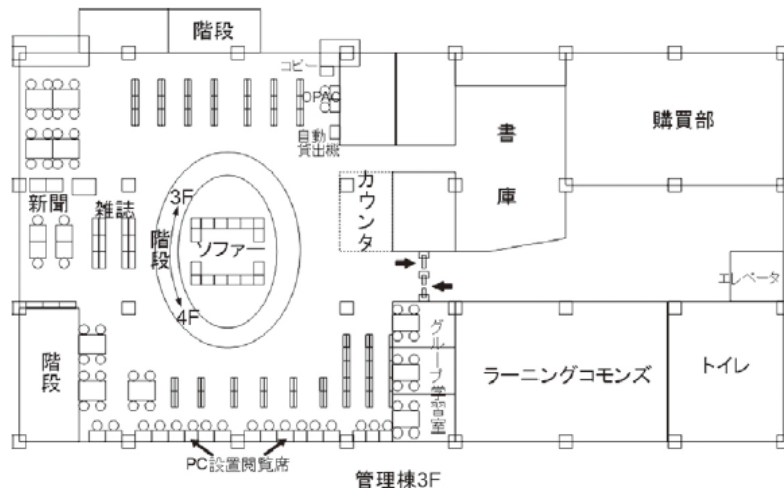 階段
コピー
OPAC
自動
貸出機
書庫
購買部
カウンタ
新聞
雑誌
3F
階段
4F
ソファー
エレベータ
階段
グループ学習室
ラーニングコモンズ
トイレ
PC設置閲覧席
管理棟3F